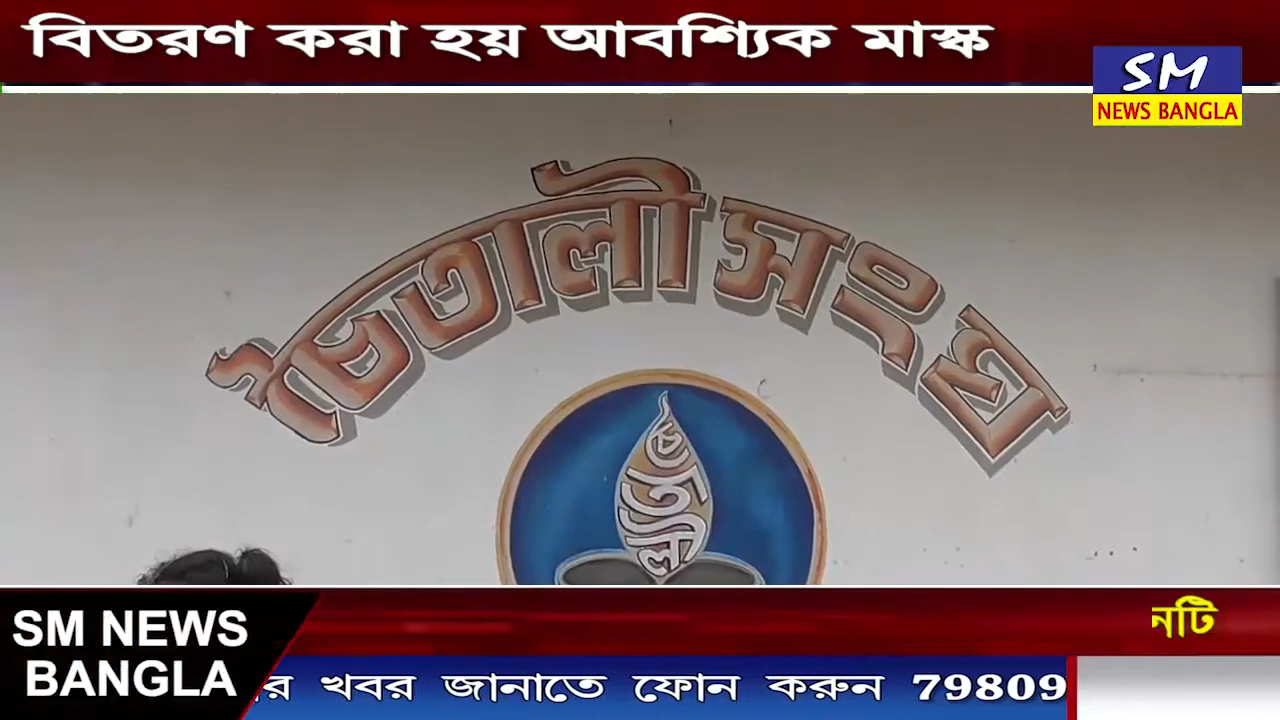 বিতরণ করা হয় আবশ্যিক মাস্ক
SM
NEWS BANGLA
চৈতালী সংঘ
চৈতালী
SM NEWS
BANGLA
নটি
র খবর জানাতে ফোন করুন 79809